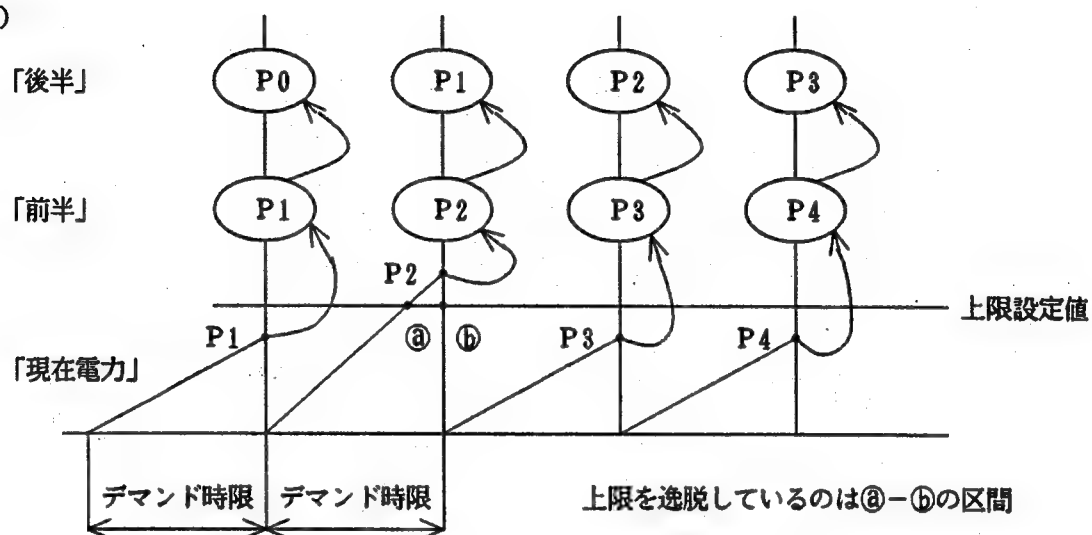 )
「後半」 P0 P1 P2 P3
「前半」 P1 P2 P3 P4
P2
上限設定値
P1 ⓐ ⓑ P3 P4
「現在電力」
デマンド時限 デマンド時限 上限を逸脱しているのはⓐ−ⓑの区間